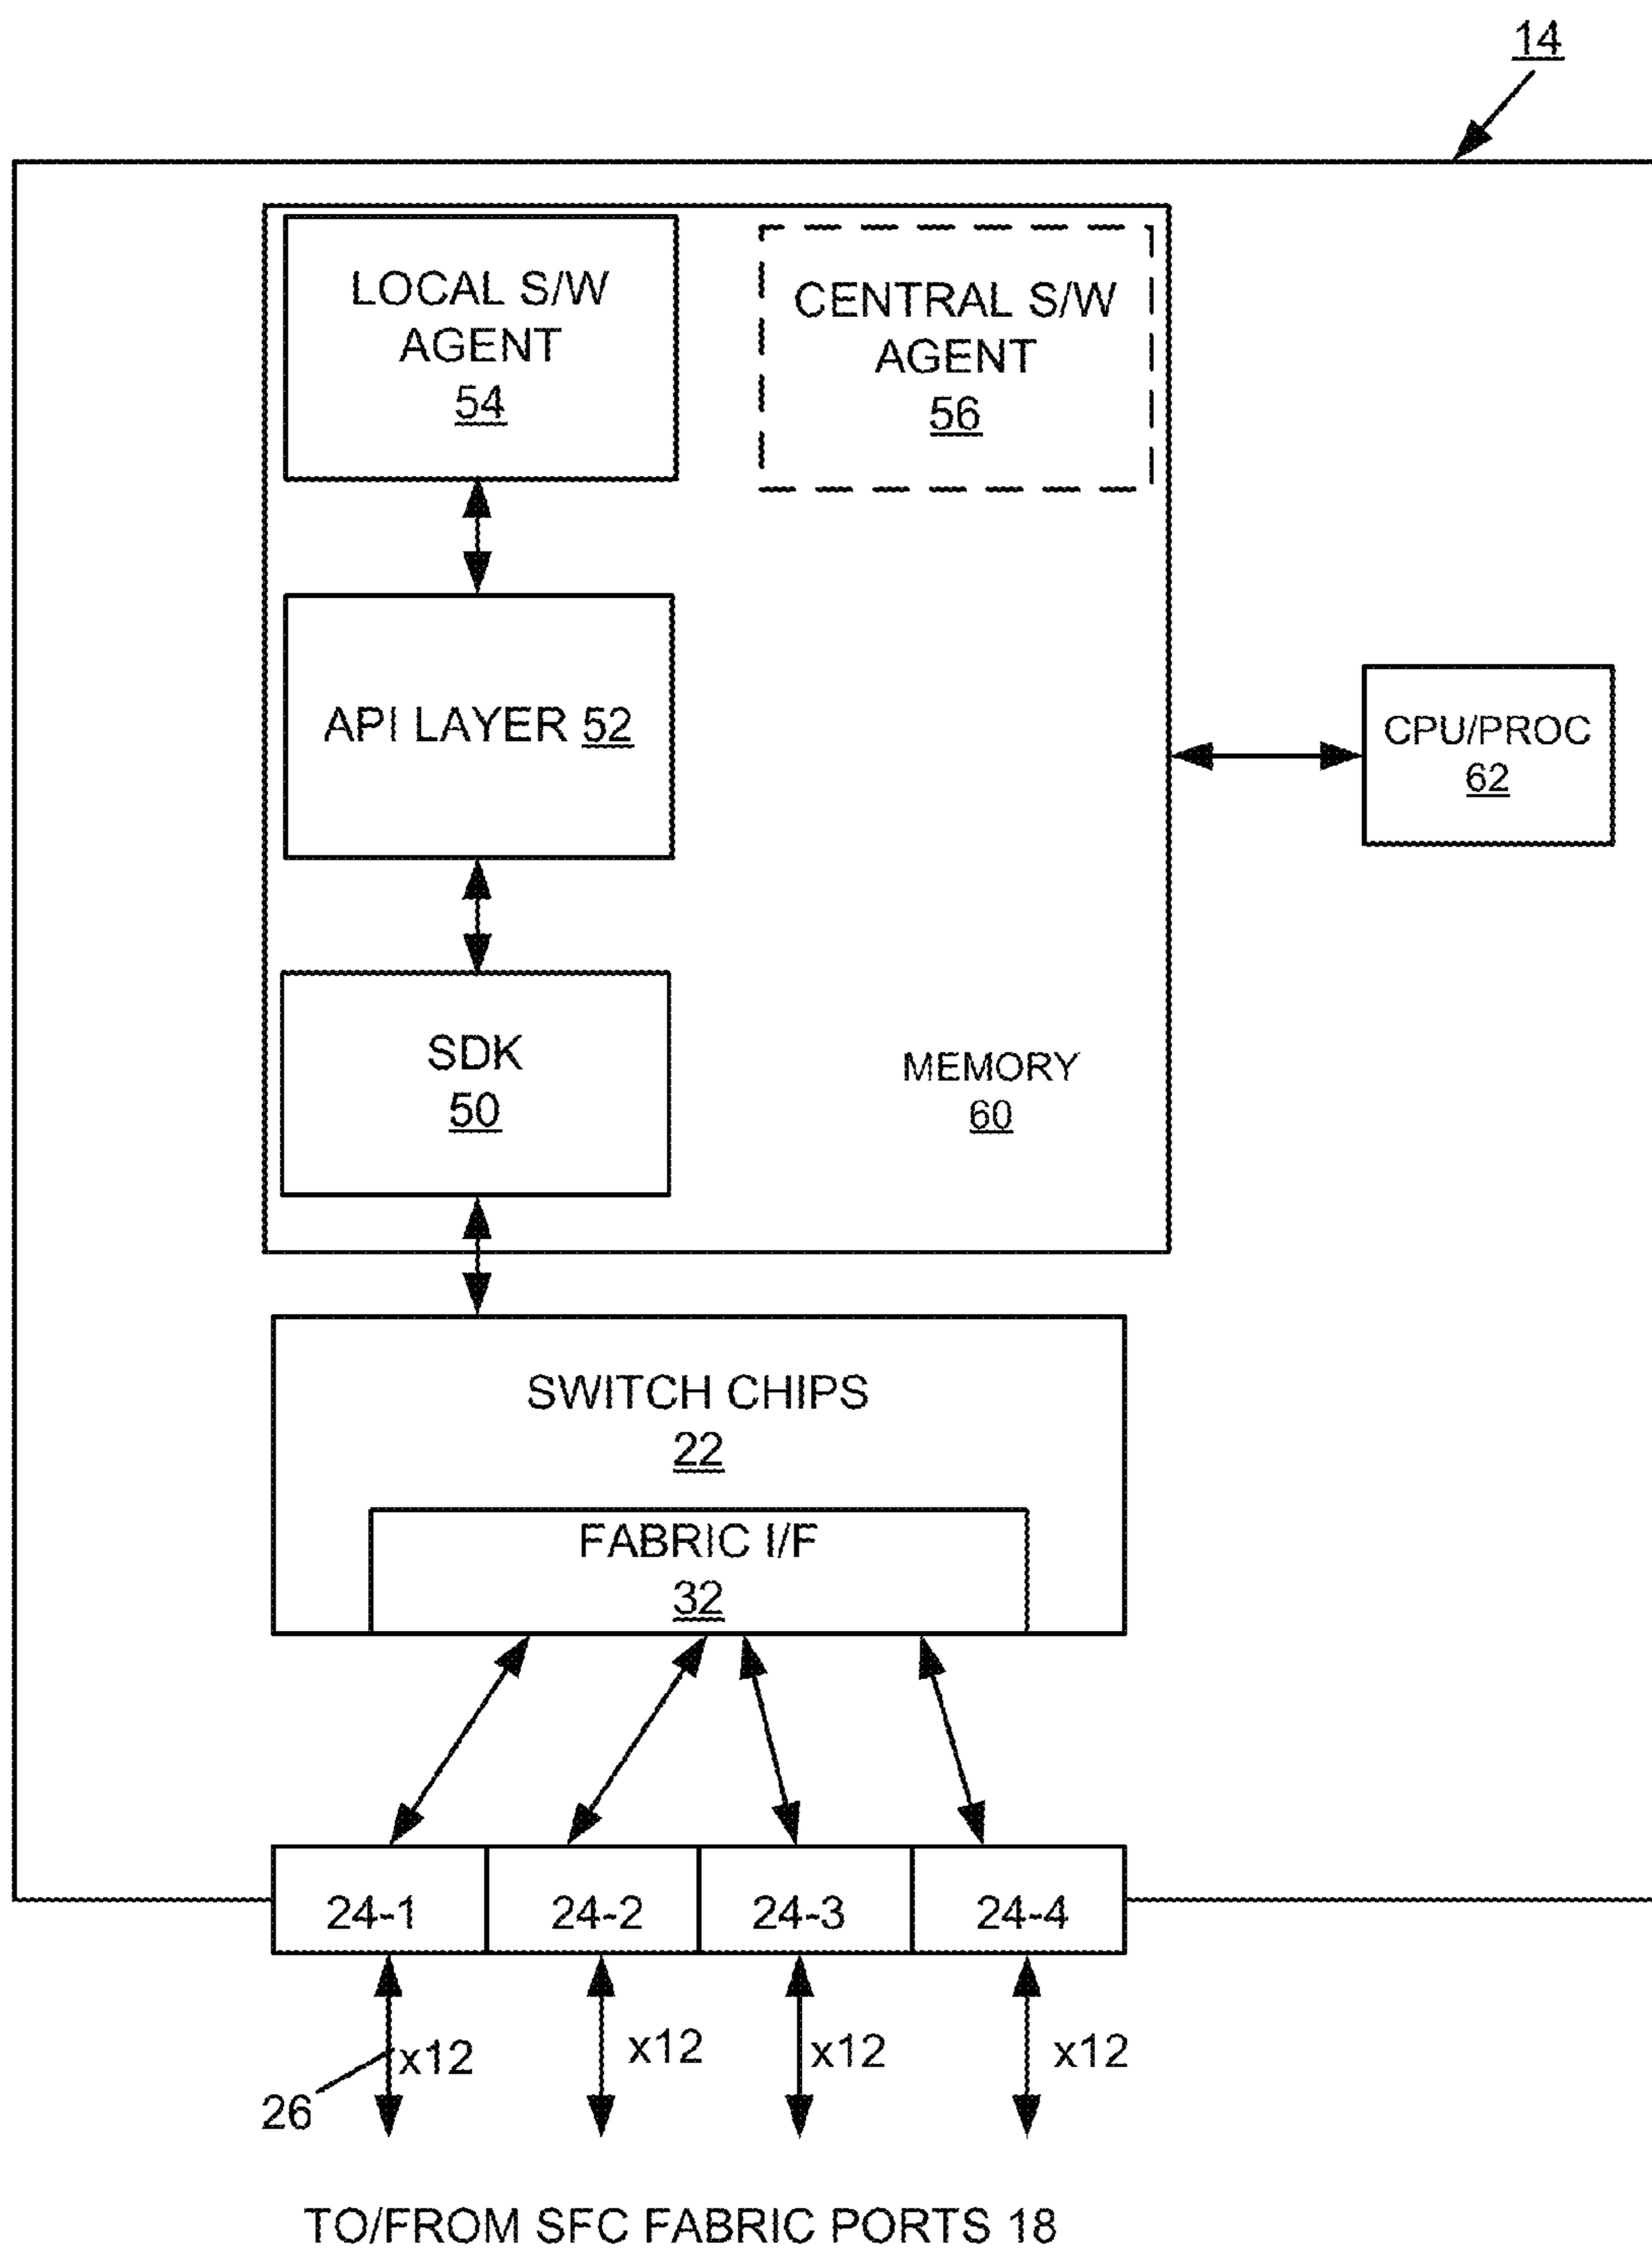 14
LOCAL S/W
AGENT
54
CENTRAL S/W
AGENT
56
API LAYER 52
CPU/PROC
62
SDK
50
MEMORY
60
SWITCH CHIPS
22
FABRIC I/F
32
24-1
24-2
24-3
24-4
x12
x12
x12
x12
26
TO/FROM SFC FABRIC PORTS 18